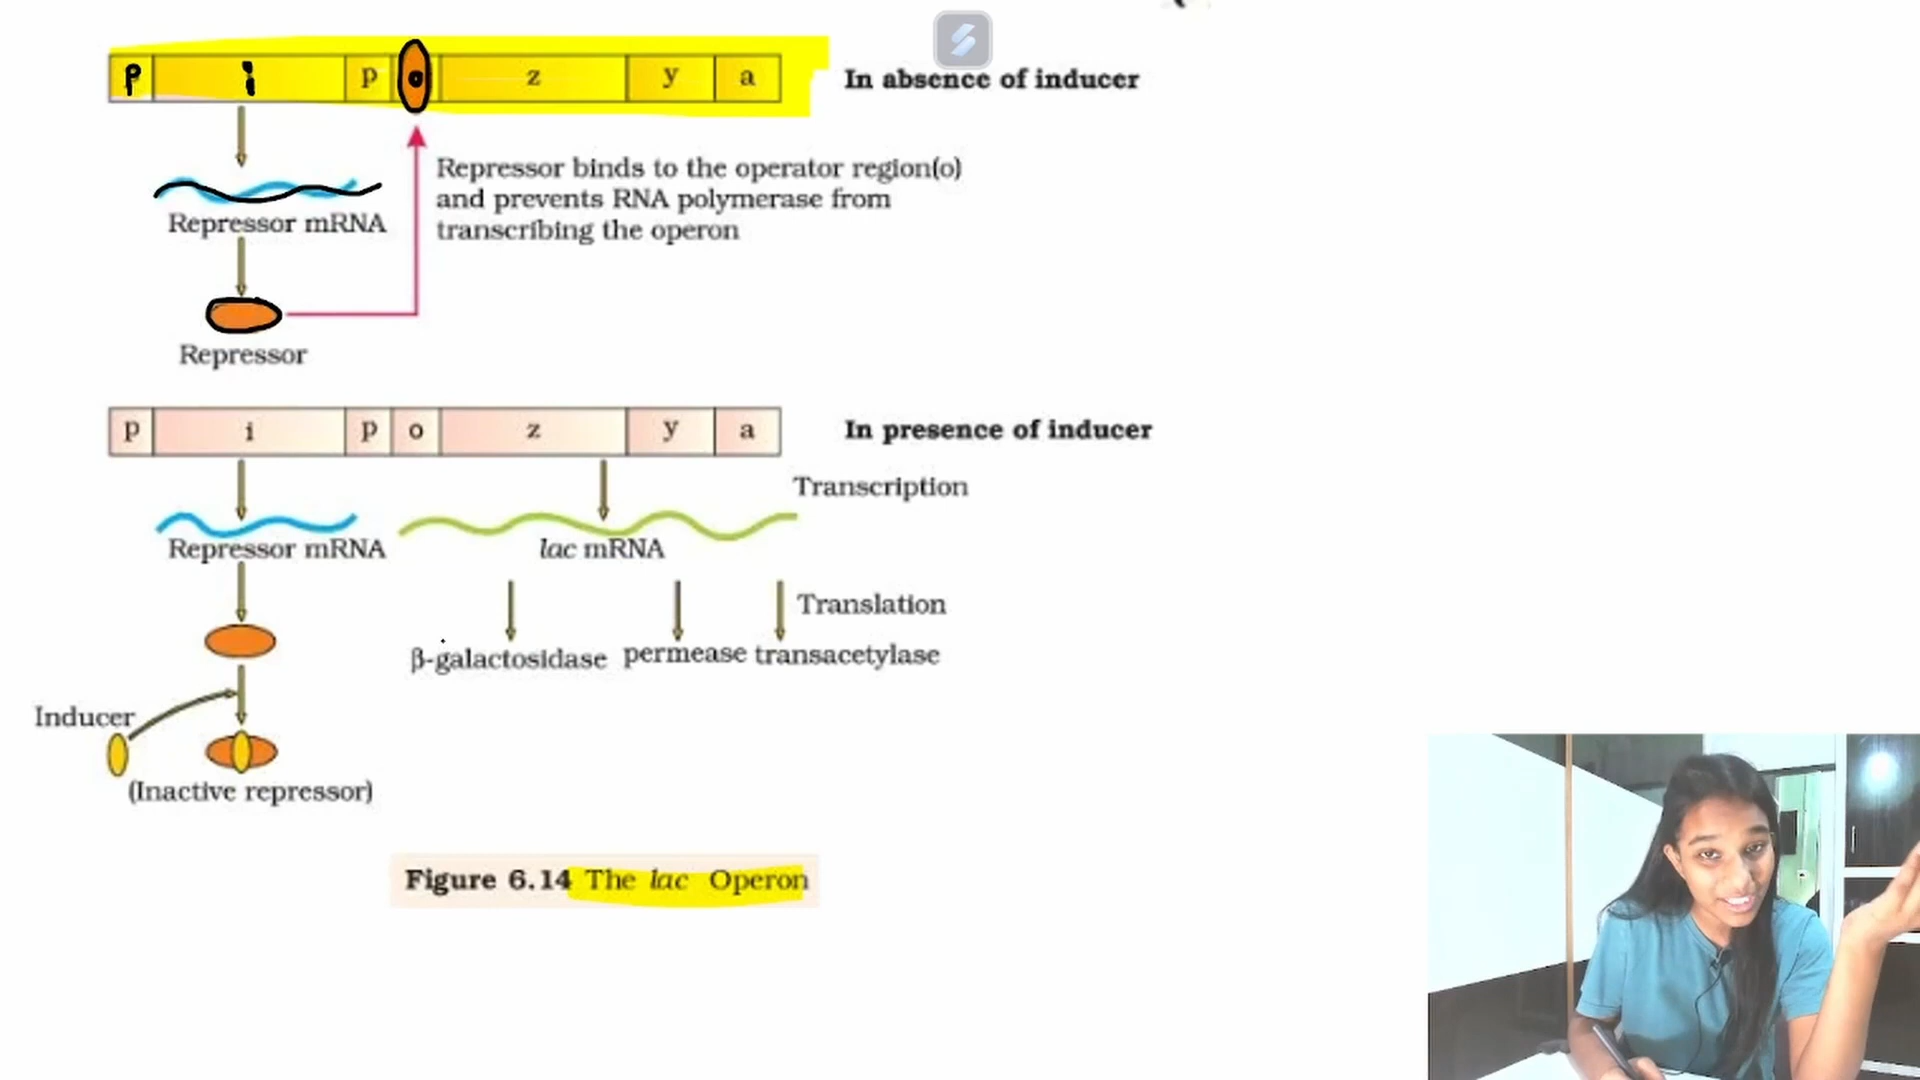 p i p o z y a In absence of inducer
Repressor binds to the operator region(o)
and prevents RNA polymerase from
transcribing the operon
Repressor mRNA
Repressor
p i p o z y a In presence of inducer
Transcription
Repressor mRNA lac mRNA
Translation
β-galactosidase permease transacetylase
Inducer
(Inactive repressor)
Figure 6.14 The lac Operon